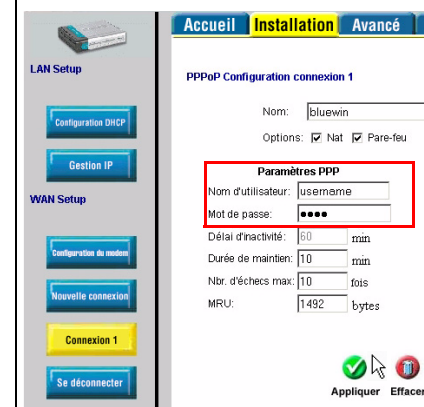 Accueil Installation Avancé
LAN Setup
Configuration DHCP
Gestion IP
WAN Setup
Configuration du modem
Nouvelle connexion
Connexion 1
Se déconnecter
PPPoP Configuration connexion 1
Nom: bluewin
Options: Nat Pare-feu
Paramètres PPP
Nom d'utilisateur: username
Mot de passe: ●●●●
Délai d'inactivité: 60 min
Durée de maintien: 10 min
Nbr. d'échecs max: 10 fois
MRU: 1492 bytes
Appliquer Effacer